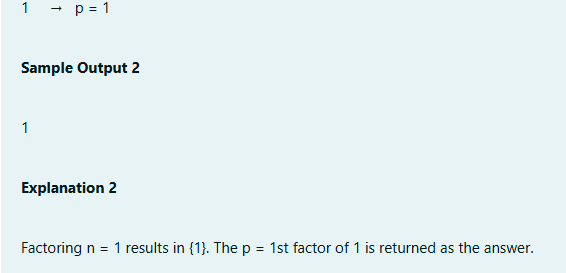 1 → p = 1
Sample Output 2
1
Explanation 2
Factoring n = 1 results in {1}. The p = 1st factor of 1 is returned as the answer.